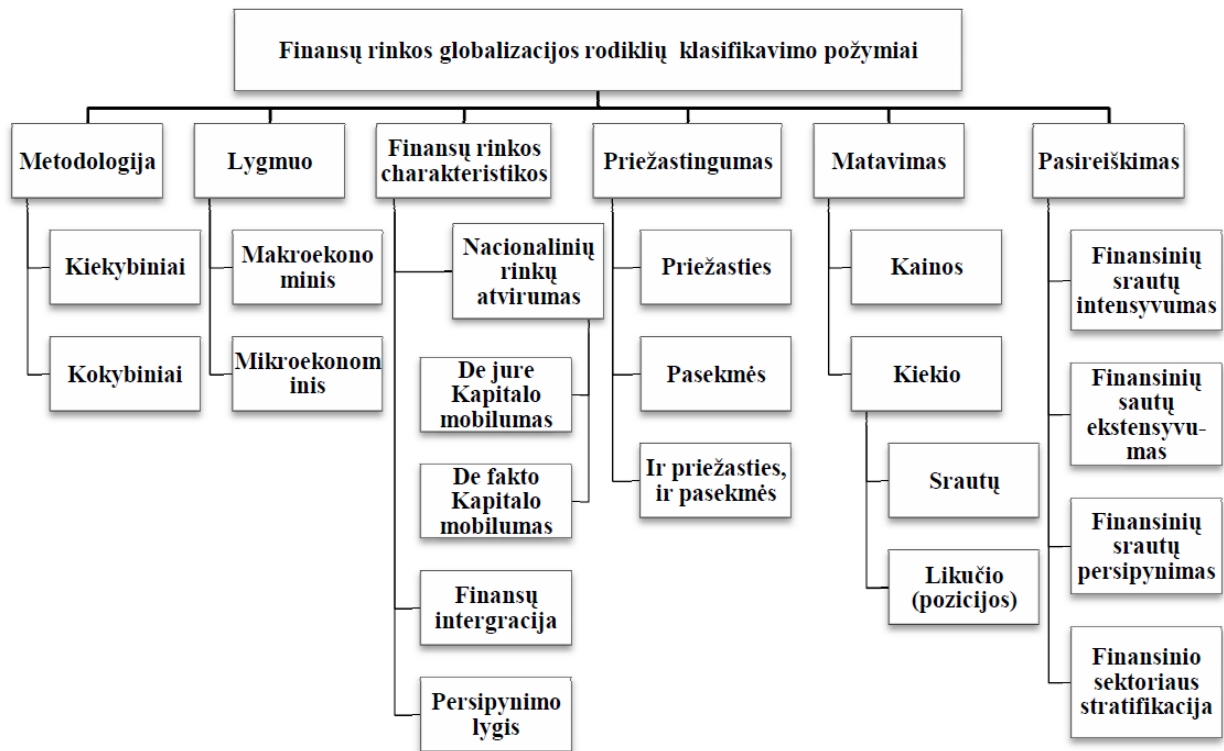 Finansų rinkos globalizacijos rodiklių klasifikavimo požymiai
Metodologija
Kiekybiniai
Kokybiniai
Lygmuo
Makroekono
minis
Mikroekonom
inis
Finansų rinkos
charakteristikos
Nacionalinių
rinkų
atvirumas
De jure
Kapitalo
mobilumas
De fakto
Kapitalo
mobilumas
Finansų
intergracija
Persipynimo
lygis
Priežastingumas
Priežasties
Pasekmės
Ir priežasties,
ir pasekmės
Matavimas
Kainos
Kiekio
Srautų
Likučio
(pozicijos)
Pasireiškimas
Finansinių
srautų
intensyvumas
Finansinių
sautų
ekstensyvu-
mas
Finansinių
srautų
persipynimas
Finansinio
sektoriaus
stratifikacija